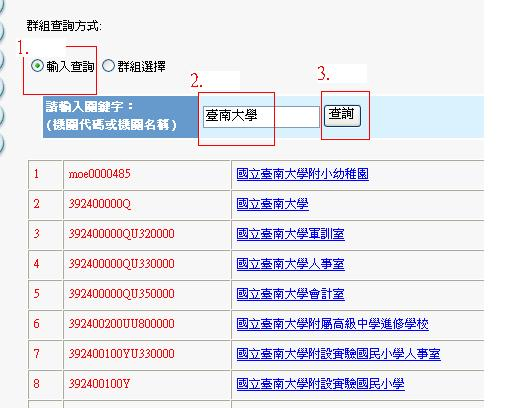 群組查詢方式:
1.
輸入查詢 群組選擇
2.
3.
請輸入關鍵字：
(機關代碼或機關名稱)
臺南大學 查詢
1 moe0000485 國立臺南大學附小幼稚園
2 392400000Q 國立臺南大學
3 392400000QU320000 國立臺南大學軍訓室
4 392400000QU330000 國立臺南大學人事室
5 392400000QU350000 國立臺南大學會計室
6 392400200UU800000 國立臺南大學附屬高級中學進修學校
7 392400100YU330000 國立臺南大學附設實驗國民小學人事室
8 392400100Y 國立臺南大學附設實驗國民小學